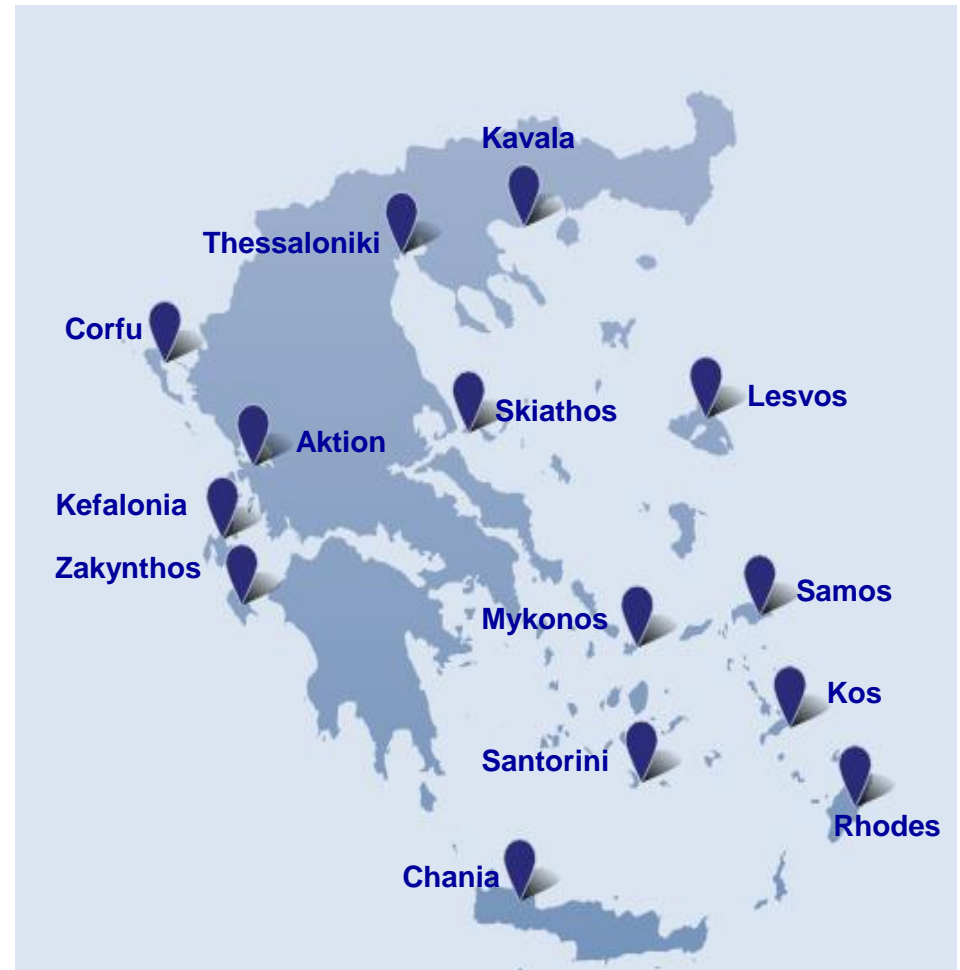 Kavala
Thessaloniki
Corfu
Lesvos
Skiathos
Aktion
Kefalonia
Zakynthos
Samos
Mykonos
Kos
Santorini
Rhodes
Chania